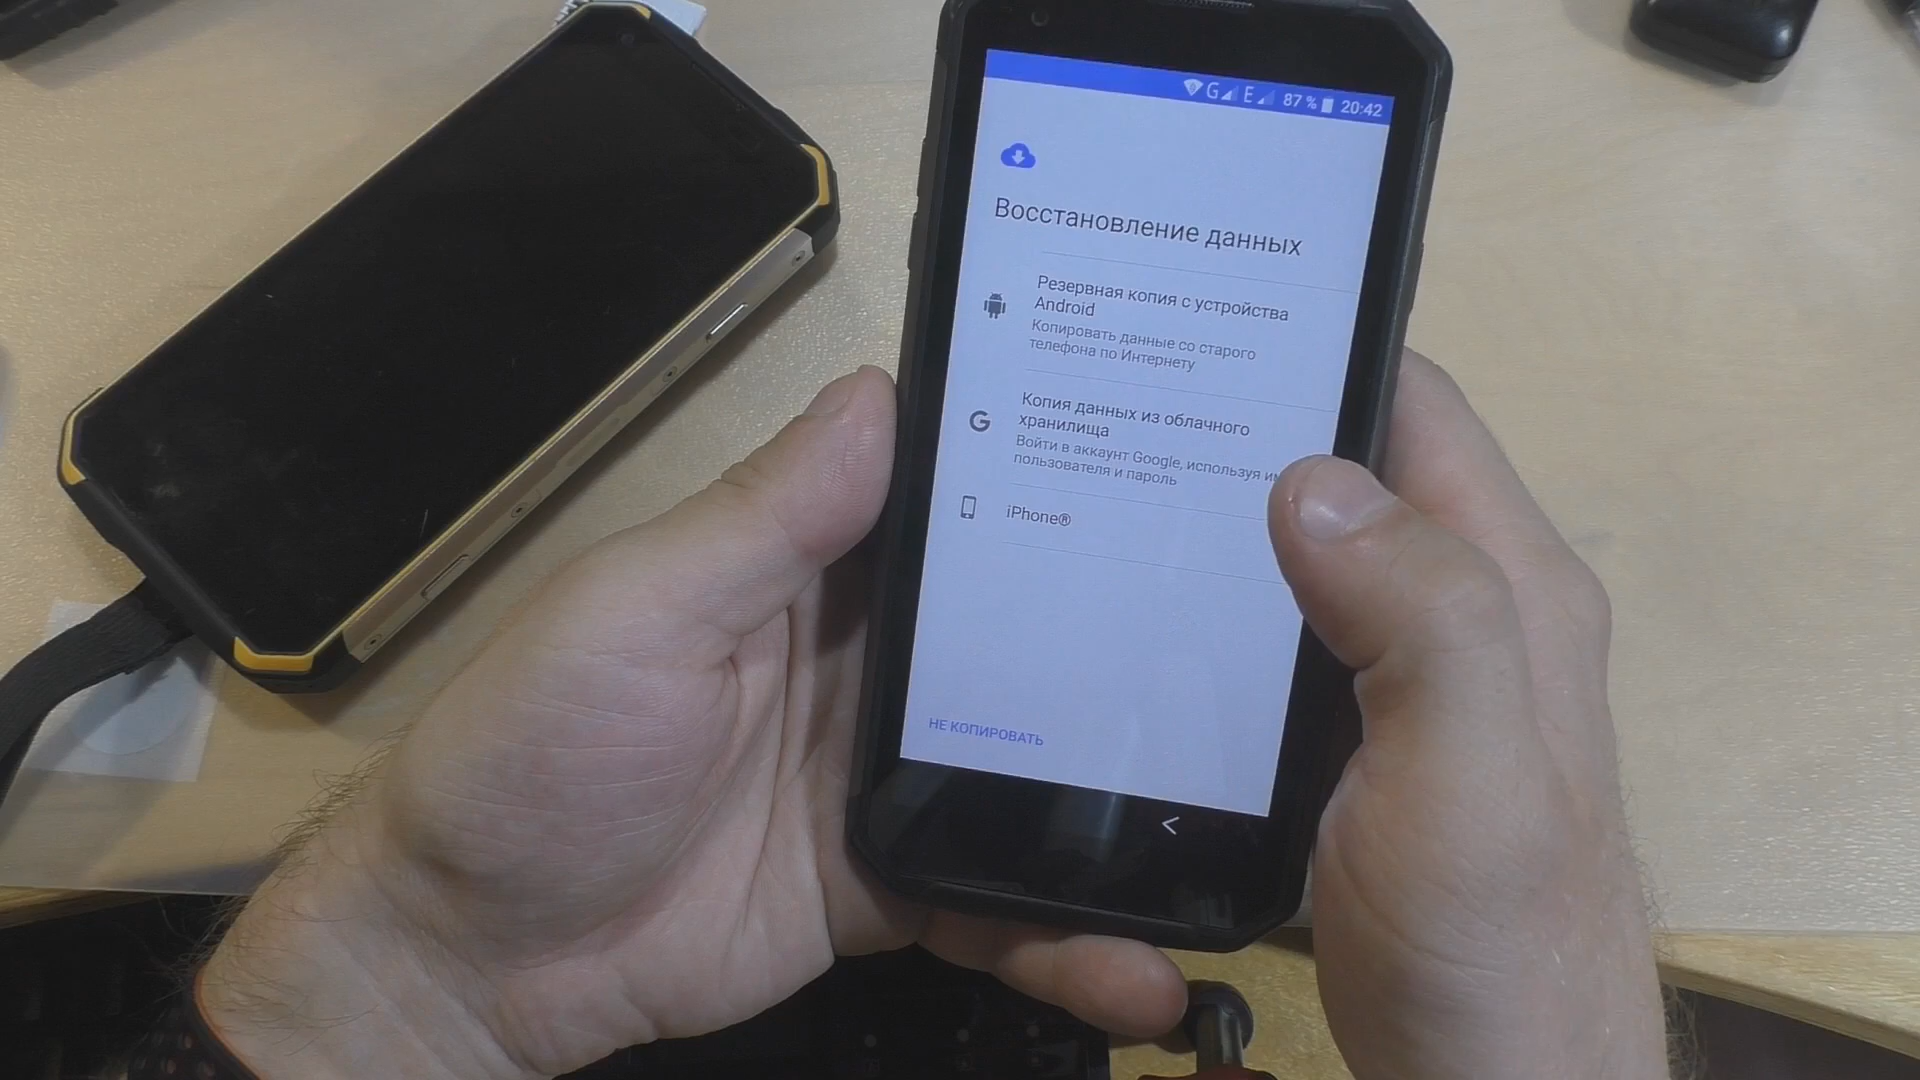 G E 87 % 20:42
Восстановление данных
Резервная копия с устройства
Android
Копировать данные со старого
телефона по Интернету
Копия данных из облачного
хранилища
Войти в аккаунт Google, используя
пользователя и пароль
iPhone®
НЕ КОПИРОВАТЬ